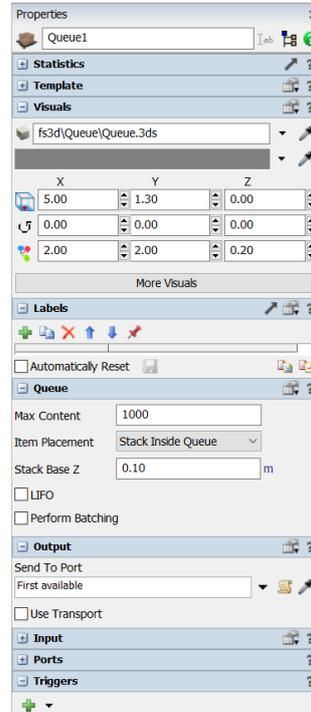 Properties
Queue1
Statistics
Template
Visuals
fs3d\Queue\Queue.3ds
X Y Z
5.00 1.30 0.00
0.00 0.00 0.00
2.00 2.00 0.20
More Visuals
Labels
Automatically Reset
Queue
Max Content 1000
Item Placement Stack Inside Queue
Stack Base Z 0.10 m
LIFO
Perform Batching
Output
Send To Port
First available
Use Transport
Input
Ports
Triggers